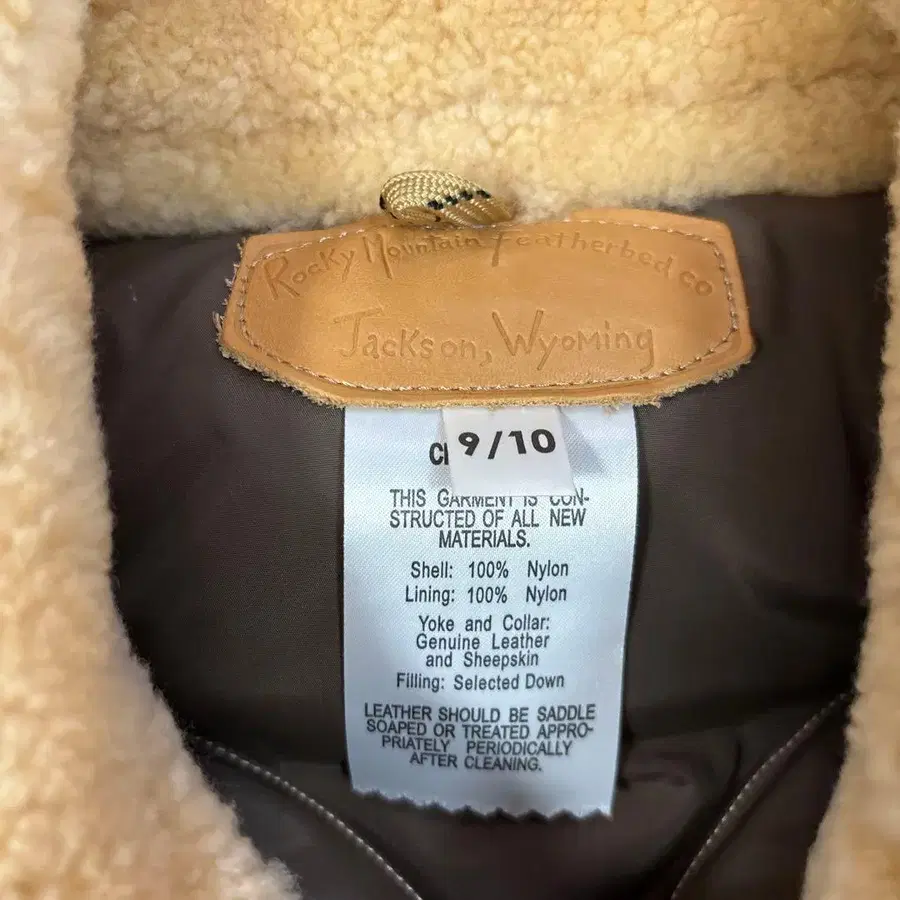 Rocky Mountain Featherbed co
Jackson, Wyoming
9/10
THIS GARMENT IS CON-
STRUCTED OF ALL NEW
MATERIALS.
Shell: 100% Nylon
Lining: 100% Nylon
Yoke and Collar:
Genuine Leather
and Sheepskin
Filling: Selected Down
LEATHER SHOULD BE SADDLE
SOAPED OR TREATED APPRO-
PRIATELY PERIODICALLY
AFTER CLEANING.